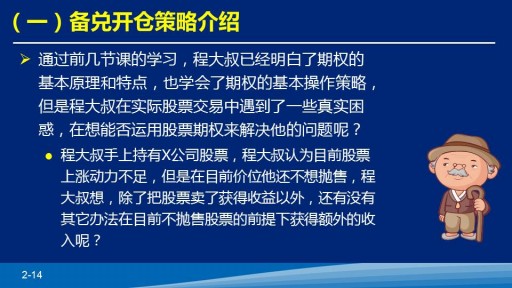 （一）备兑开仓策略介绍
通过前几节课的学习，程大叔已经明白了期权的
基本原理和特点，也学会了期权的基本操作策略，
但是程大叔在实际股票交易中遇到了一些真实困
惑，在想能否运用股票期权来解决他的问题呢？
程大叔手上持有X公司股票，程大叔认为目前股票
上涨动力不足，但是在目前价位他还不想抛售，程
大叔想，除了把股票卖了获得收益以外，还有没有
其它办法在目前不抛售股票的前提下获得额外的收
入呢？
2-14